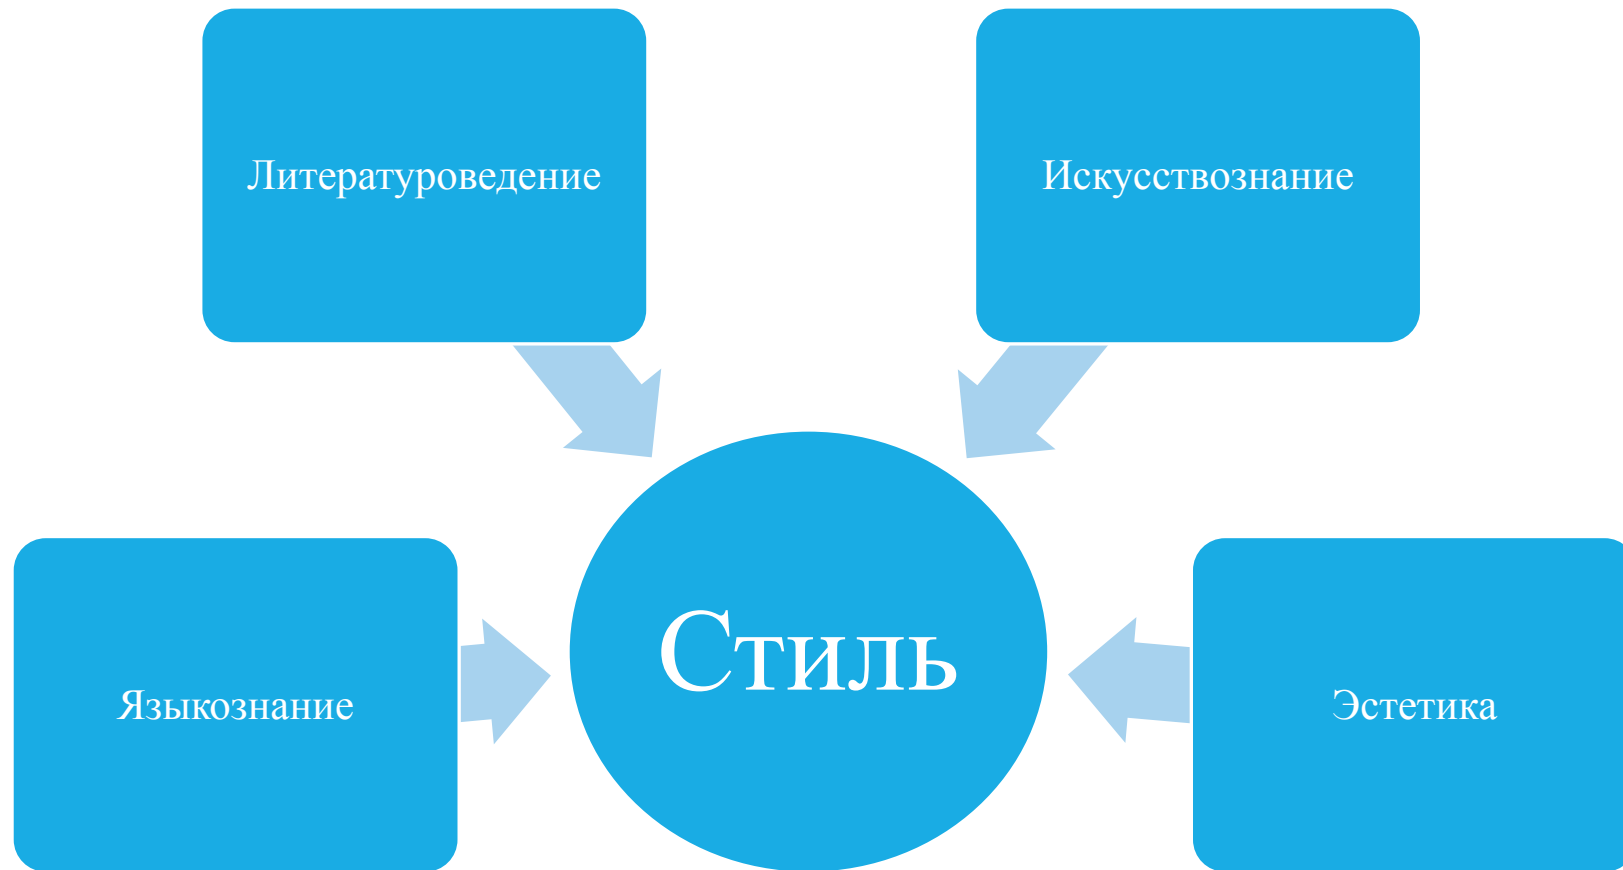 Литературоведение
Искусствознание
Стиль
Языкознание
Эстетика